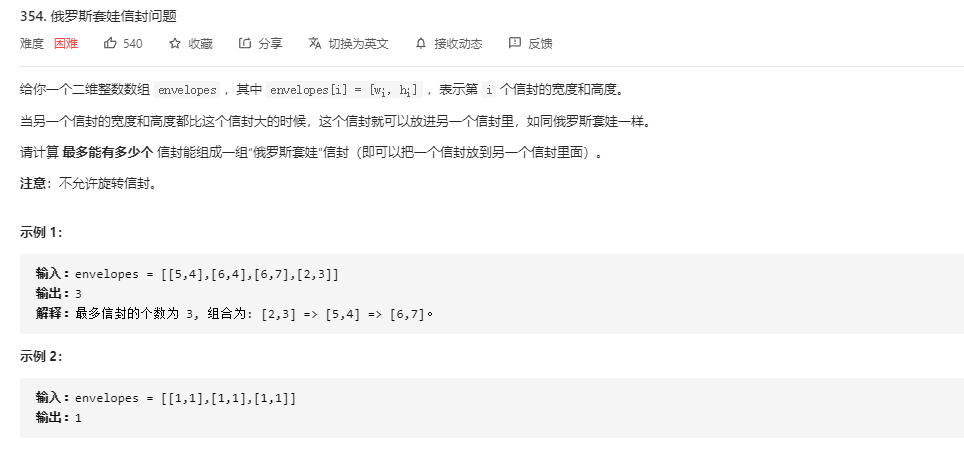 354. 俄罗斯套娃信封问题
难度 困难 540 收藏 分享 切换为英文 接收动态 反馈
给你一个二维整数数组 envelopes ，其中 envelopes[i] = [wi, hi] ，表示第 i 个信封的宽度和高度。
当另一个信封的宽度和高度都比这个信封大的时候，这个信封就可以放进另一个信封里，如同俄罗斯套娃一样。
请计算 最多能有多少个 信封能组成一组“俄罗斯套娃”信封（即可以把一个信封放到另一个信封里面）。
注意：不允许旋转信封。
示例 1：
输入：envelopes = [[5,4],[6,4],[6,7],[2,3]]
输出：3
解释：最多信封的个数为 3, 组合为: [2,3] => [5,4] => [6,7]。
示例 2：
输入：envelopes = [[1,1],[1,1],[1,1]]
输出：1